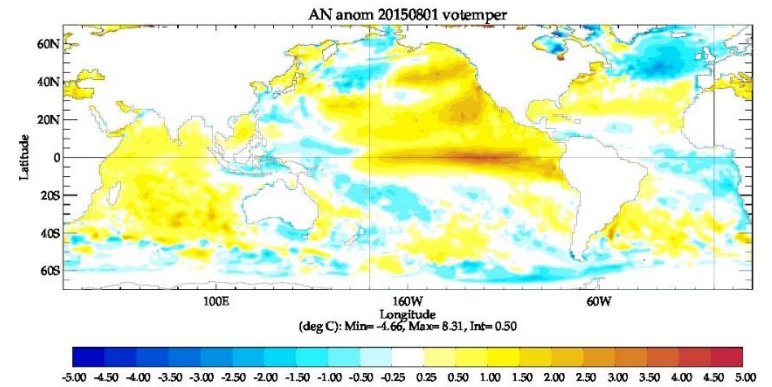 AN anom 20150801 votemper
60N
40N
20N
0
20S
40S
60S
Latitude
100E 160W 60W
Longitude
(deg C): Min= -4.66, Max= 8.31, Int= 0.50
-5.00 -4.50 -4.00 -3.50 -3.00 -2.50 -2.00 -1.50 -1.00 -0.50 -0.25 0.25 0.50 1.00 1.50 2.00 2.50 3.00 3.50 4.00 4.50 5.00